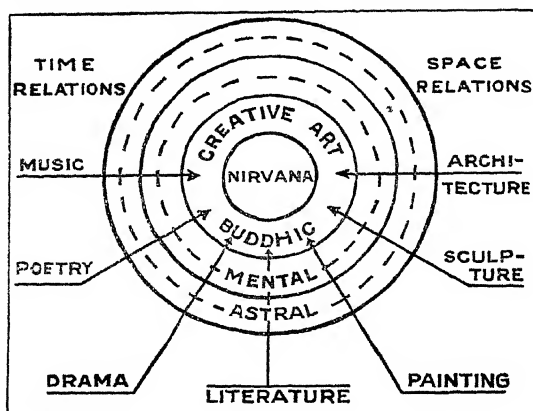 TIME
RELATIONS
SPACE
RELATIONS
CREATIVE ART
MUSIC
NIRVANA
ARCHI-
TECTURE
BUDDHIC
POETRY
SCULP-
TURE
MENTAL
ASTRAL
DRAMA
LITERATURE
PAINTING